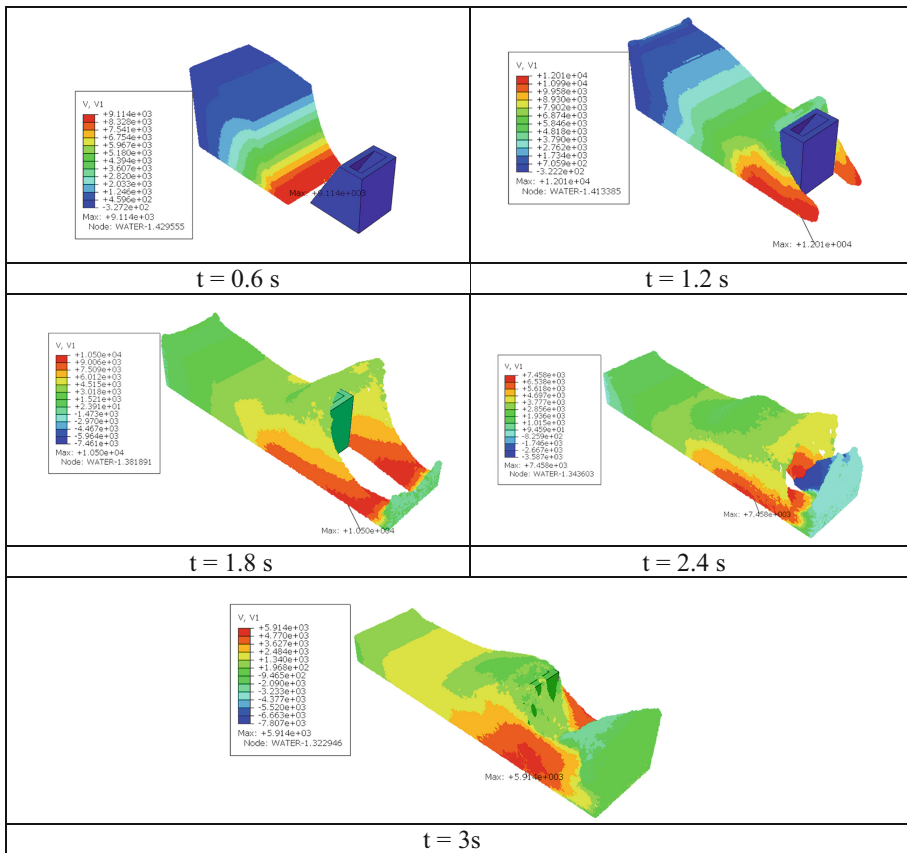 V, V1
+9.114e+03
+8.328e+03
+7.541e+03
+6.754e+03
+5.967e+03
+5.180e+03
+4.394e+03
+3.607e+03
+2.820e+03
+2.033e+03
+1.246e+03
+4.596e+02
-3.272e+02
Max: +9.114e+03
Node: WATER-1.429555
Max: +9.114e+003
t = 0.6 s
V, V1
+1.201e+04
+1.099e+04
+9.958e+03
+8.930e+03
+7.902e+03
+6.874e+03
+5.846e+03
+4.818e+03
+3.790e+03
+2.762e+03
+1.734e+03
+7.059e+02
-3.222e+02
Max: +1.201e+04
Node: WATER-1.413385
Max: +1.201e+004
t = 1.2 s
V, V1
+1.050e+04
+9.006e+03
+7.509e+03
+6.012e+03
+4.515e+03
+3.018e+03
+1.521e+03
+2.391e+01
-1.473e+03
-2.970e+03
-4.467e+03
-5.964e+03
-7.461e+03
Max: +1.050e+04
Node: WATER-1.381891
Max: +1.050e+004
t = 1.8 s
V, V1
+7.458e+03
+6.538e+03
+5.618e+03
+4.697e+03
+3.777e+03
+2.856e+03
+1.936e+03
+1.015e+03
+9.459e+01
-8.259e+02
-1.746e+03
-2.667e+03
-3.587e+03
Max: +7.458e+03
Node: WATER-1.343603
Max: +7.458e+003
t = 2.4 s
V, V1
+5.914e+03
+4.770e+03
+3.627e+03
+2.484e+03
+1.340e+03
+1.968e+02
-9.465e+02
-2.090e+03
-3.233e+03
-4.377e+03
-5.520e+03
-6.663e+03
-7.807e+03
Max: +5.914e+03
Node: WATER-1.322946
Max: +5.914e+003
t = 3s